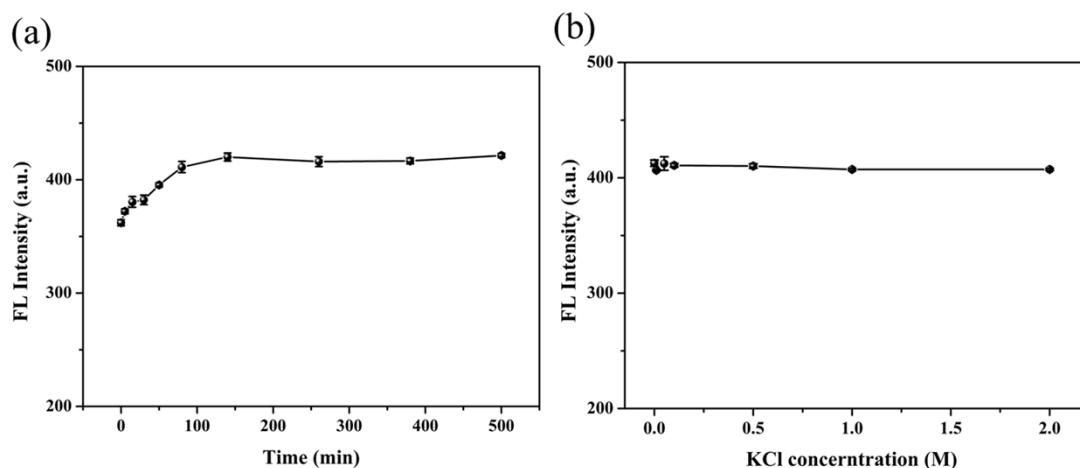 (a)
500
400
300
200
FL Intensity (a.u.)
0 100 200 300 400 500
Time (min)
(b)
500
400
300
200
FL Intensity (a.u.)
0.0 0.5 1.0 1.5 2.0
KCl concerntration (M)